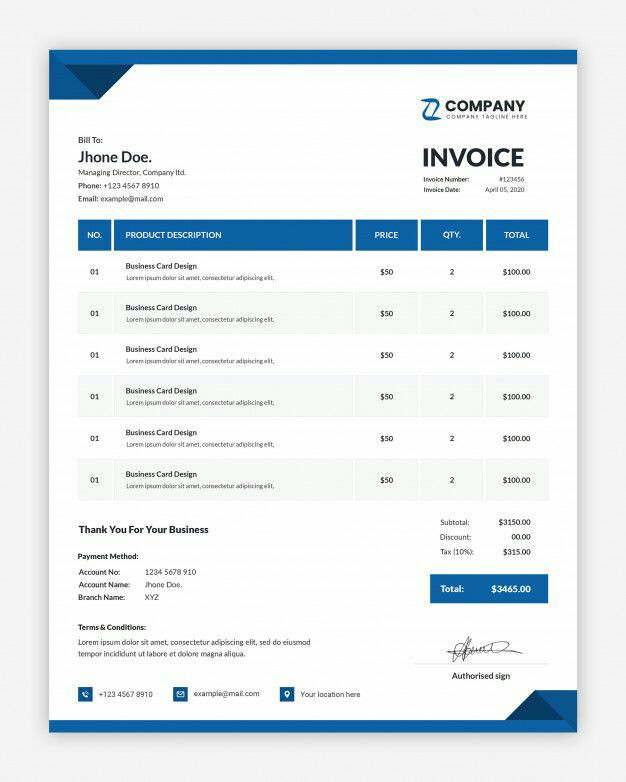 COMPANY
COMPANY TAGLINE HERE
Bill To:
Jhone Doe.
Managing Director, Company ltd.
Phone: +123 4567 8910
Email: example@mail.com
INVOICE
Invoice Number: #123456
Invoice Date: April 05, 2020
NO. PRODUCT DESCRIPTION PRICE QTY. TOTAL
01 Business Card Design $50 2 $100.00
Lorem ipsum dolor sit amet, consectetur adipiscing elit,
01 Business Card Design $50 2 $100.00
Lorem ipsum dolor sit amet, consectetur adipiscing elit,
01 Business Card Design $50 2 $100.00
Lorem ipsum dolor sit amet, consectetur adipiscing elit,
01 Business Card Design $50 2 $100.00
Lorem ipsum dolor sit amet, consectetur adipiscing elit,
01 Business Card Design $50 2 $100.00
Lorem ipsum dolor sit amet, consectetur adipiscing elit,
01 Business Card Design $50 2 $100.00
Lorem ipsum dolor sit amet, consectetur adipiscing elit,
Subtotal: $3150.00
Discount: 00.00
Tax (10%): $315.00
Total: $3465.00
Thank You For Your Business
Payment Method:
Account No: 1234 5678 910
Account Name: Jhone Doe.
Branch Name: XYZ
Terms & Conditions:
Lorem ipsum dolor sit amet, consectetur adipiscing elit, sed do eiusmod
tempor incididunt ut labore et dolore magna aliqua.
Authorised sign
+123 4567 8910 example@mail.com Your location here